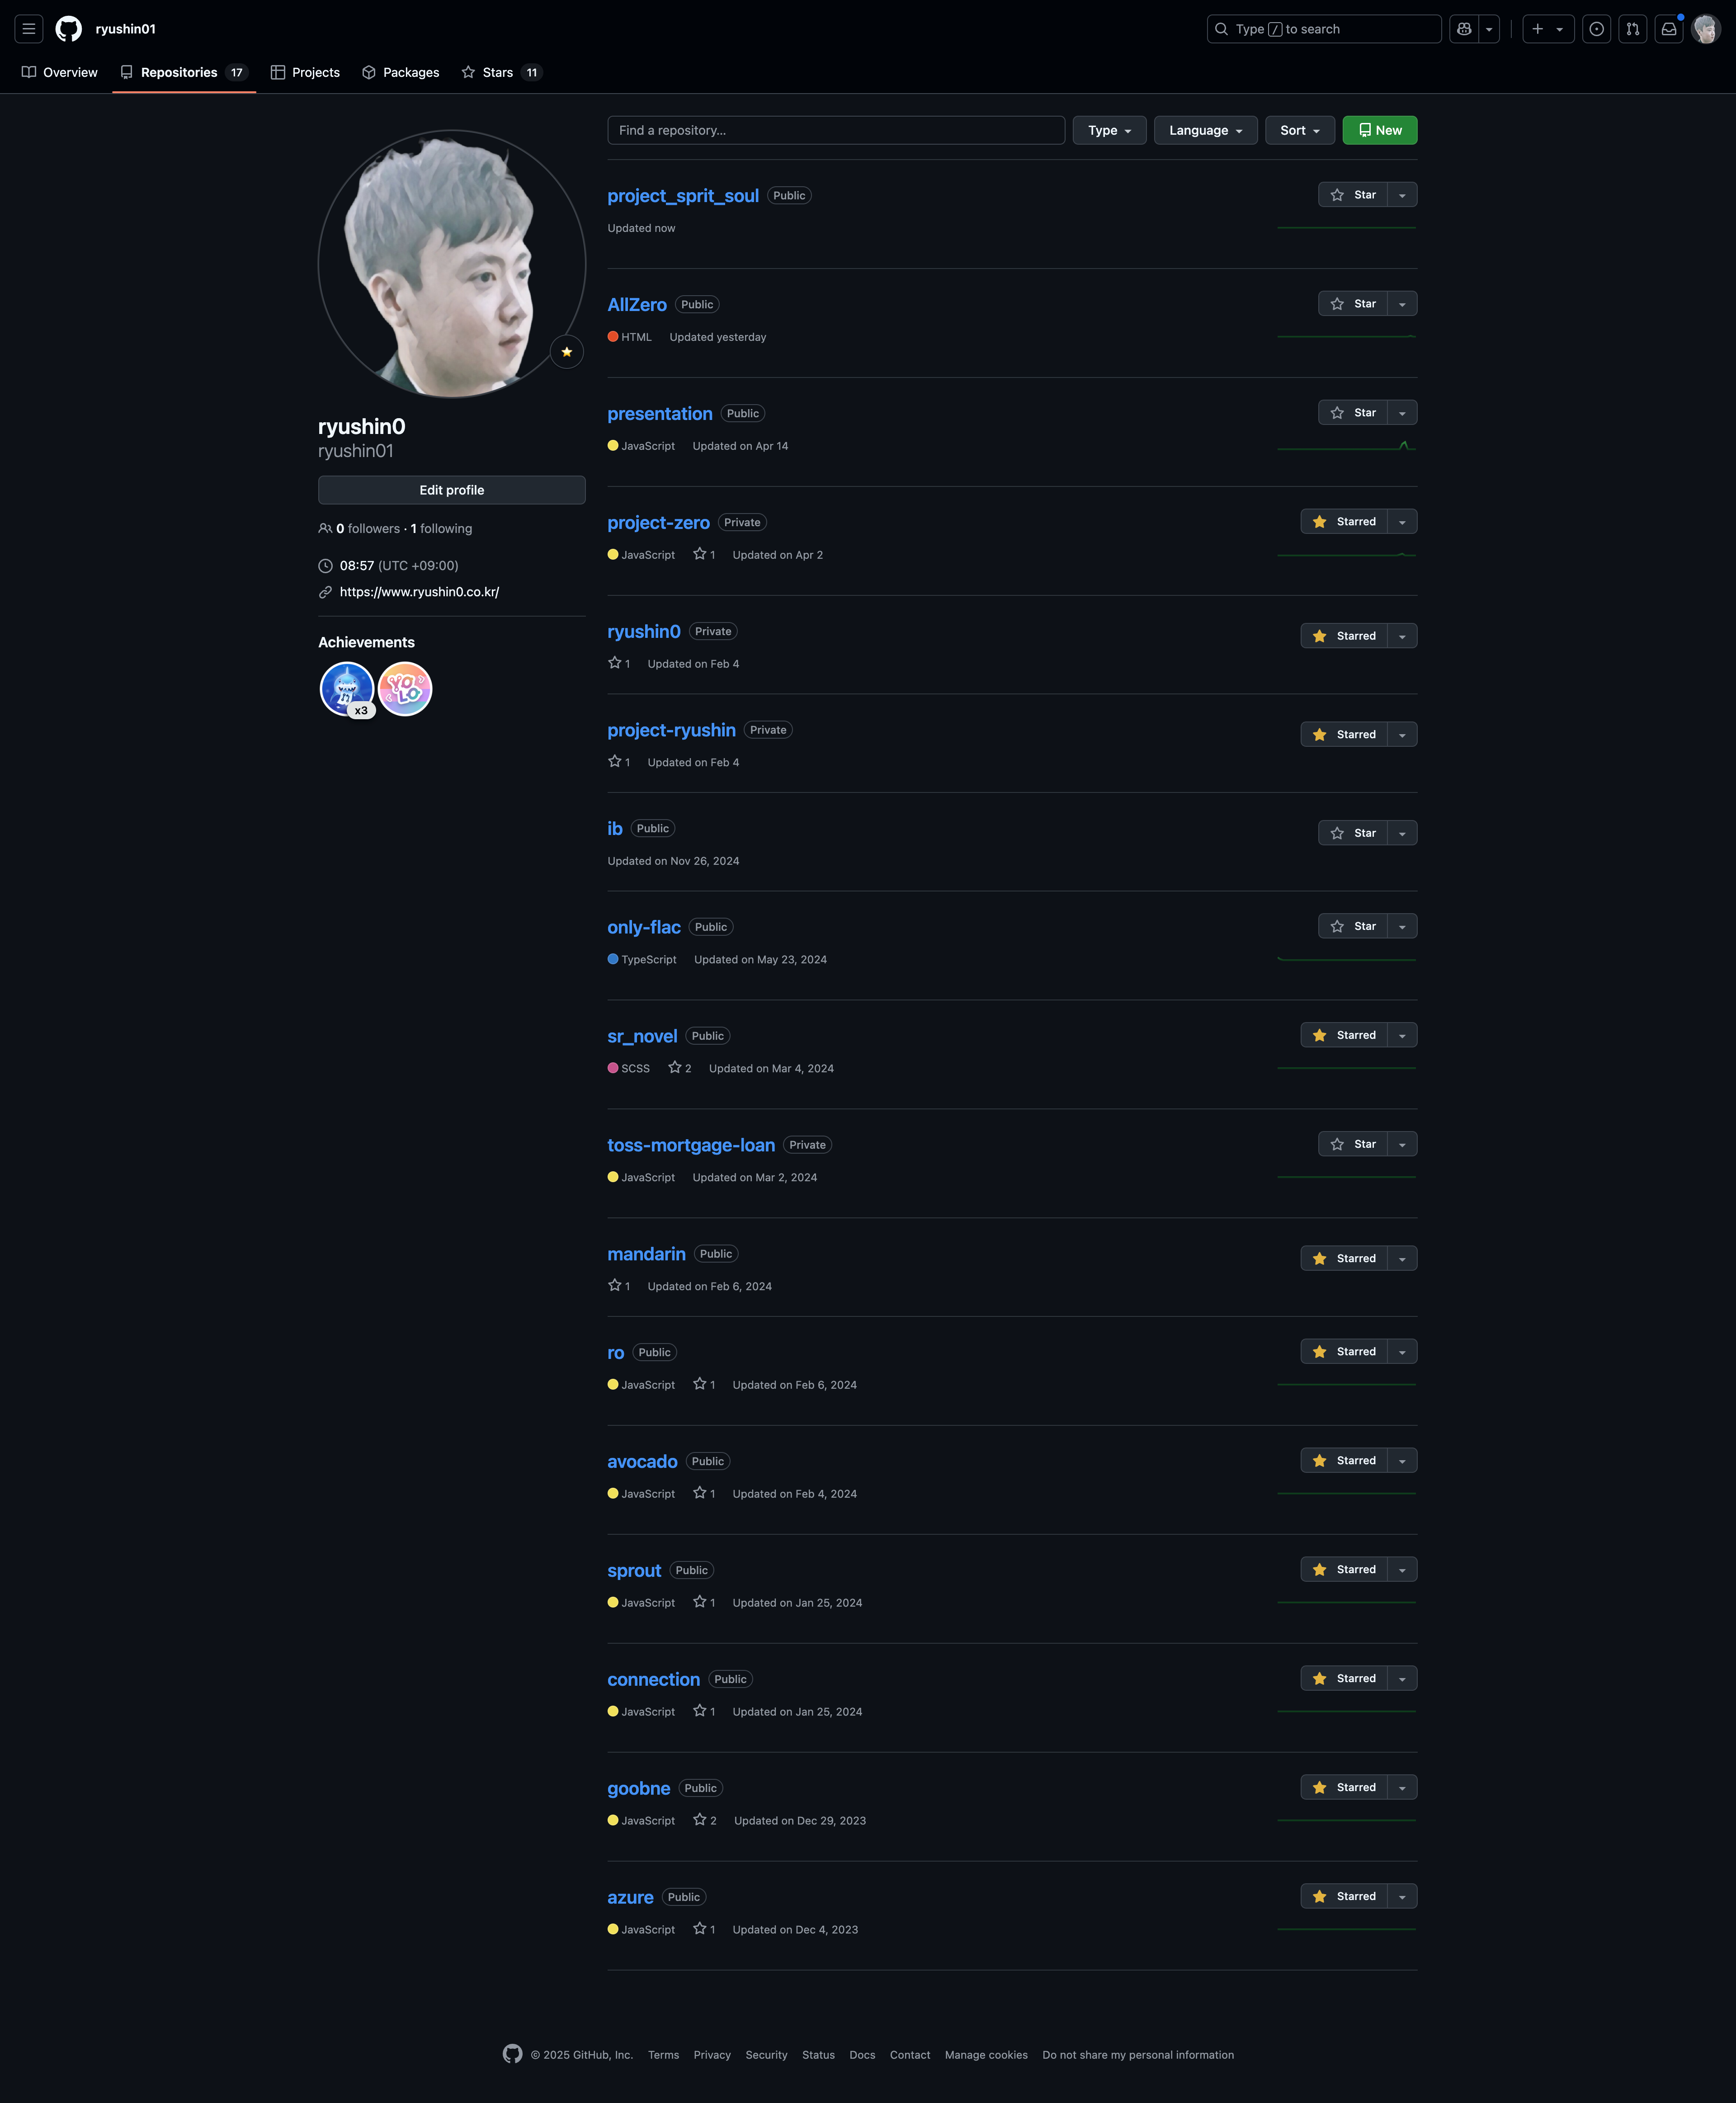 ryushin01
Type / to search
Overview
Repositories 17
Projects
Packages
Stars 11
ryushin0
ryushin01
Edit profile
0 followers · 1 following
08:57 (UTC +09:00)
https://www.ryushin0.co.kr/
Achievements
x3
YOLO
Find a repository...
Type
Language
Sort
New
project_sprit_soul Public
Star
Updated now
AllZero Public
Star
HTML Updated yesterday
presentation Public
Star
JavaScript Updated on Apr 14
project-zero Private
Starred
JavaScript 1 Updated on Apr 2
ryushin0 Private
Starred
1 Updated on Feb 4
project-ryushin Private
Starred
1 Updated on Feb 4
ib Public
Star
Updated on Nov 26, 2024
only-flac Public
Star
TypeScript Updated on May 23, 2024
sr_novel Public
Starred
SCSS 2 Updated on Mar 4, 2024
toss-mortgage-loan Private
Star
JavaScript Updated on Mar 2, 2024
mandarin Public
Starred
1 Updated on Feb 6, 2024
ro Public
Starred
JavaScript 1 Updated on Feb 6, 2024
avocado Public
Starred
JavaScript 1 Updated on Feb 4, 2024
sprout Public
Starred
JavaScript 1 Updated on Jan 25, 2024
connection Public
Starred
JavaScript 1 Updated on Jan 25, 2024
goobne Public
Starred
JavaScript 2 Updated on Dec 29, 2023
azure Public
Starred
JavaScript 1 Updated on Dec 4, 2023
© 2025 GitHub, Inc. Terms Privacy Security Status Docs Contact Manage cookies Do not share my personal information